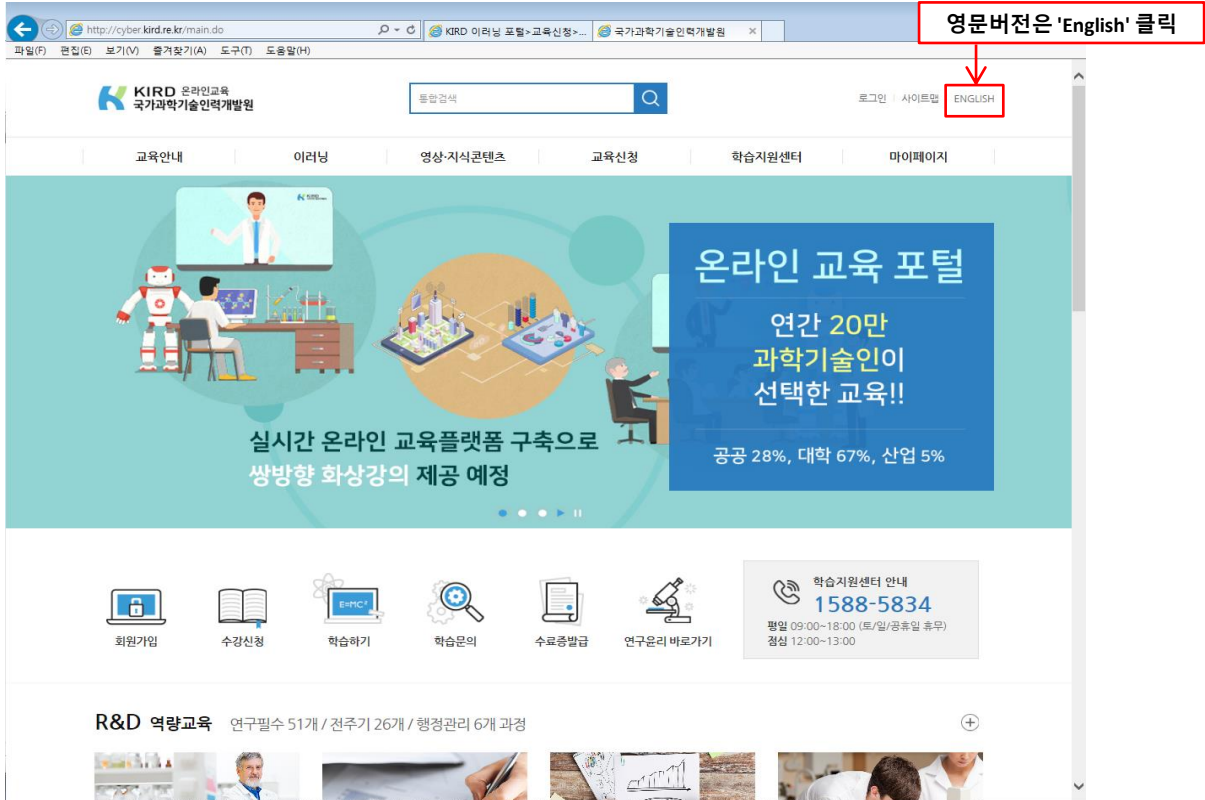 영문버전은 'English' 클릭
http://cyber.kird.re.kr/main.do
KIRD 이러닝 포털>교육신청>...
국가과학기술인력개발원
파일(F) 편집(E) 보기(V) 즐겨찾기(A) 도구(T) 도움말(H)
KIRD 온라인교육
국가과학기술인력개발원
통합검색
로그인 사이트맵 ENGLISH
교육안내 이러닝 영상·지식콘텐츠 교육신청 학습지원센터 마이페이지
온라인 교육 포털
연간 20만
과학기술인이
선택한 교육!!
공공 28%, 대학 67%, 산업 5%
실시간 온라인 교육플랫폼 구축으로
쌍방향 화상강의 제공 예정
E=MC²
회원가입 수강신청 학습하기 학습문의 수료증발급 연구윤리 바로가기
학습지원센터 안내
1588-5834
평일 09:00~18:00 (토/일/공휴일 휴무)
점심 12:00~13:00
R&D 역량교육 연구필수 51개 / 전주기 26개 / 행정관리 6개 과정